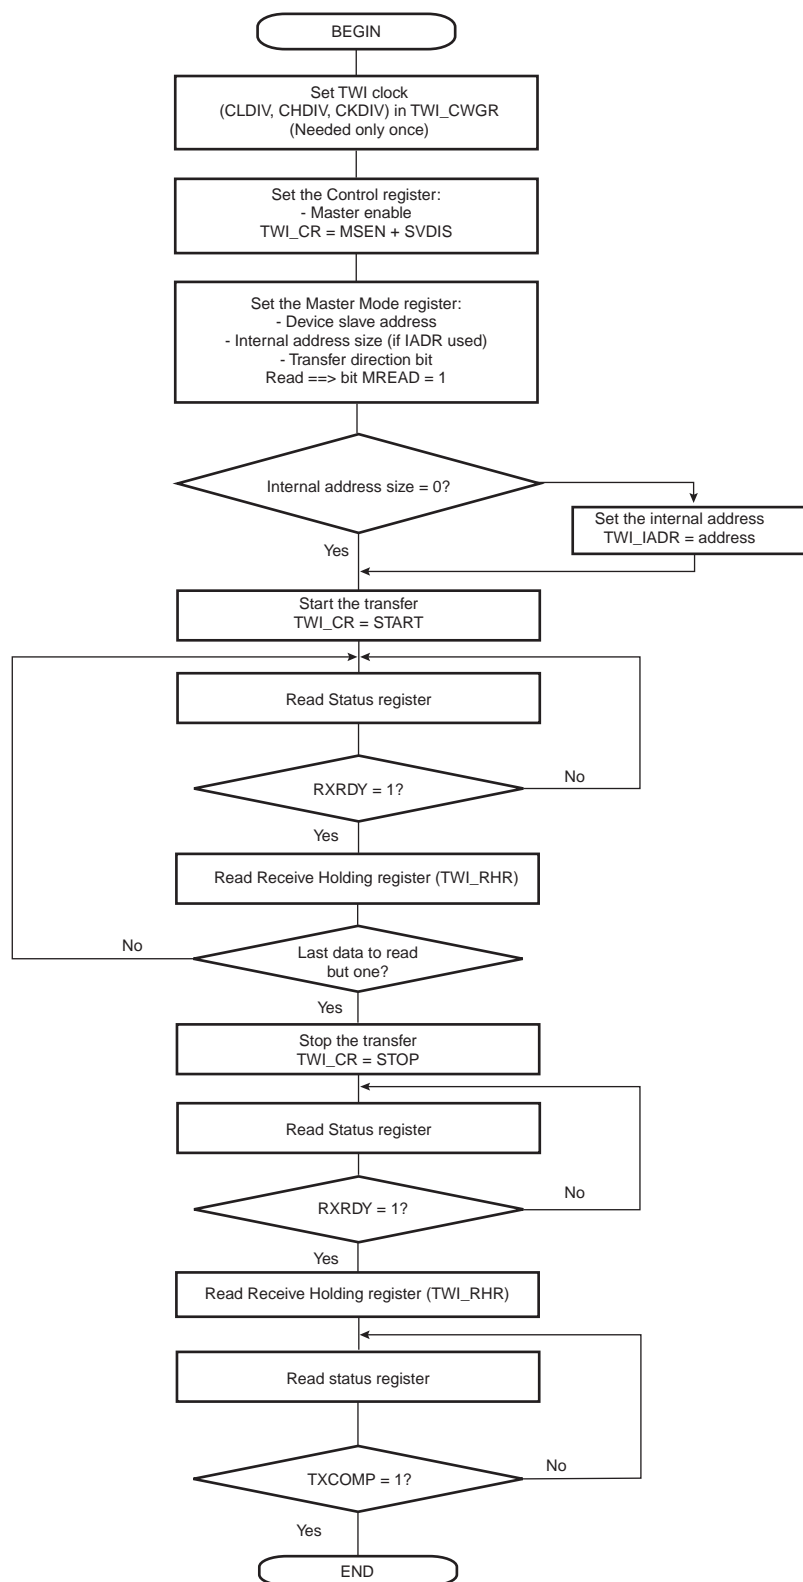 BEGIN
Set TWI clock
(CLDIV, CHDIV, CKDIV) in TWI_CWGR
(Needed only once)
Set the Control register:
- Master enable
TWI_CR = MSEN + SVDIS
Set the Master Mode register:
- Device slave address
- Internal address size (if IADR used)
- Transfer direction bit
Read ==> bit MREAD = 1
Internal address size = 0?
Set the internal address
TWI_IADR = address
Yes
Start the transfer
TWI_CR = START
Read Status register
RXRDY = 1?
No
Yes
Read Receive Holding register (TWI_RHR)
No
Last data to read
but one?
Yes
Stop the transfer
TWI_CR = STOP
Read Status register
No
RXRDY = 1?
Yes
Read Receive Holding register (TWI_RHR)
Read status register
No
TXCOMP = 1?
Yes
END